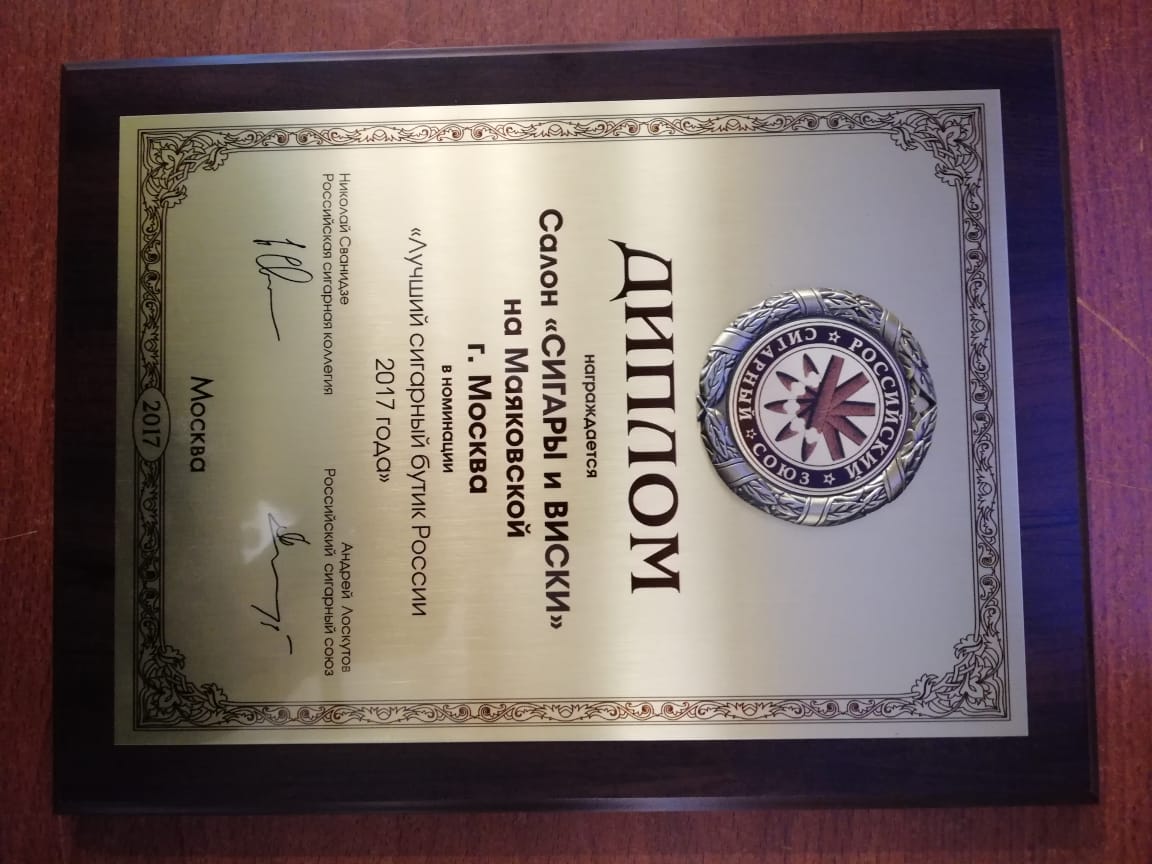 РОССИЙСКИЙ
СИГАРНЫЙ СОЮЗ
ДИПЛОМ
награждается
Салон «СИГАРЫ и ВИСКИ»
на Маяковской
г. Москва
в номинации
«Лучший сигарный бутик России
2017 года»
Николай Сванидзе
Российская сигарная коллегия
Андрей Лоскутов
Российский сигарный союз
Москва
2017